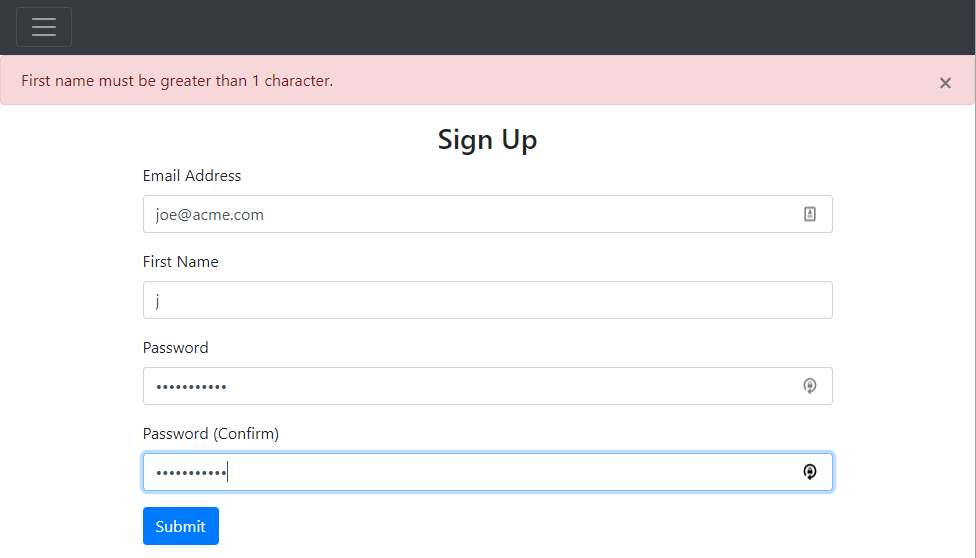 First name must be greater than 1 character.
×
Sign Up
Email Address
joe@acme.com
First Name
j
Password
•••••••••••
Password (Confirm)
•••••••••••
Submit